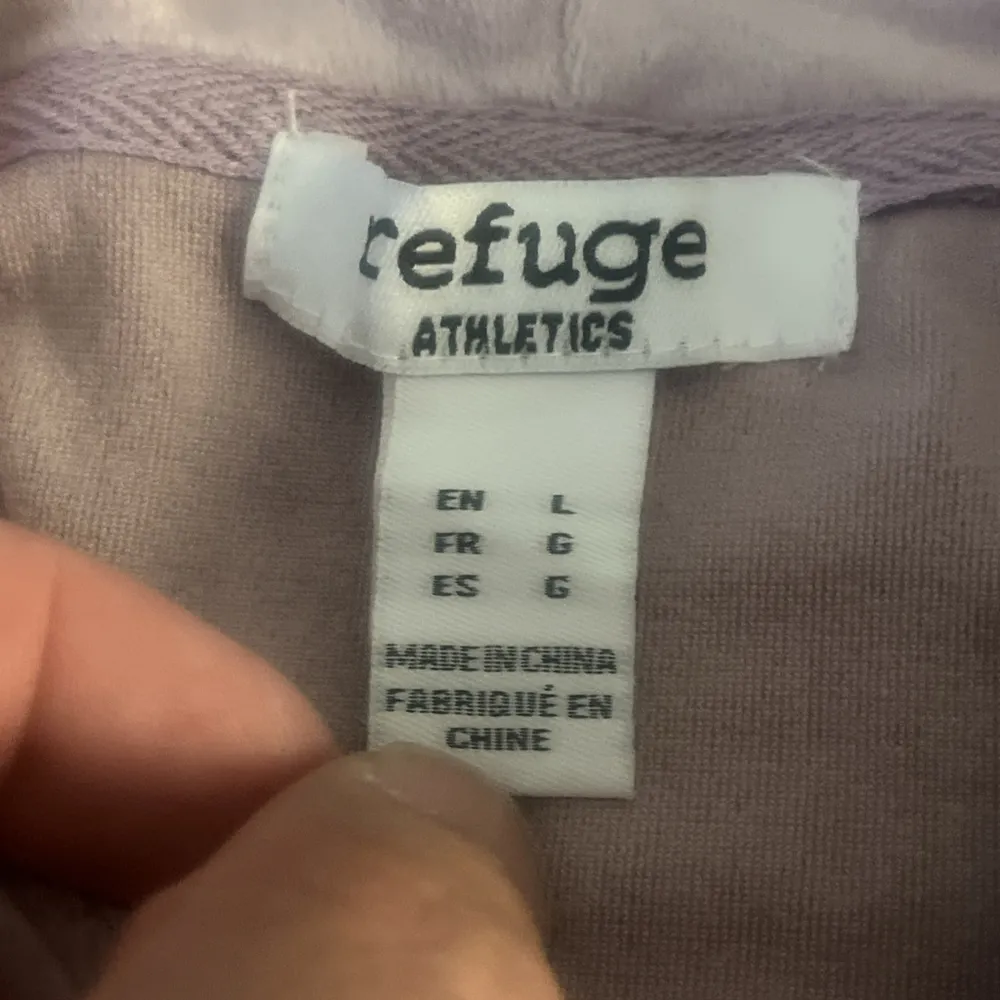 refuge
ATHLETICS
EN L
FR G
ES G
MADE IN CHINA
FABRIQUÉ EN
CHINE